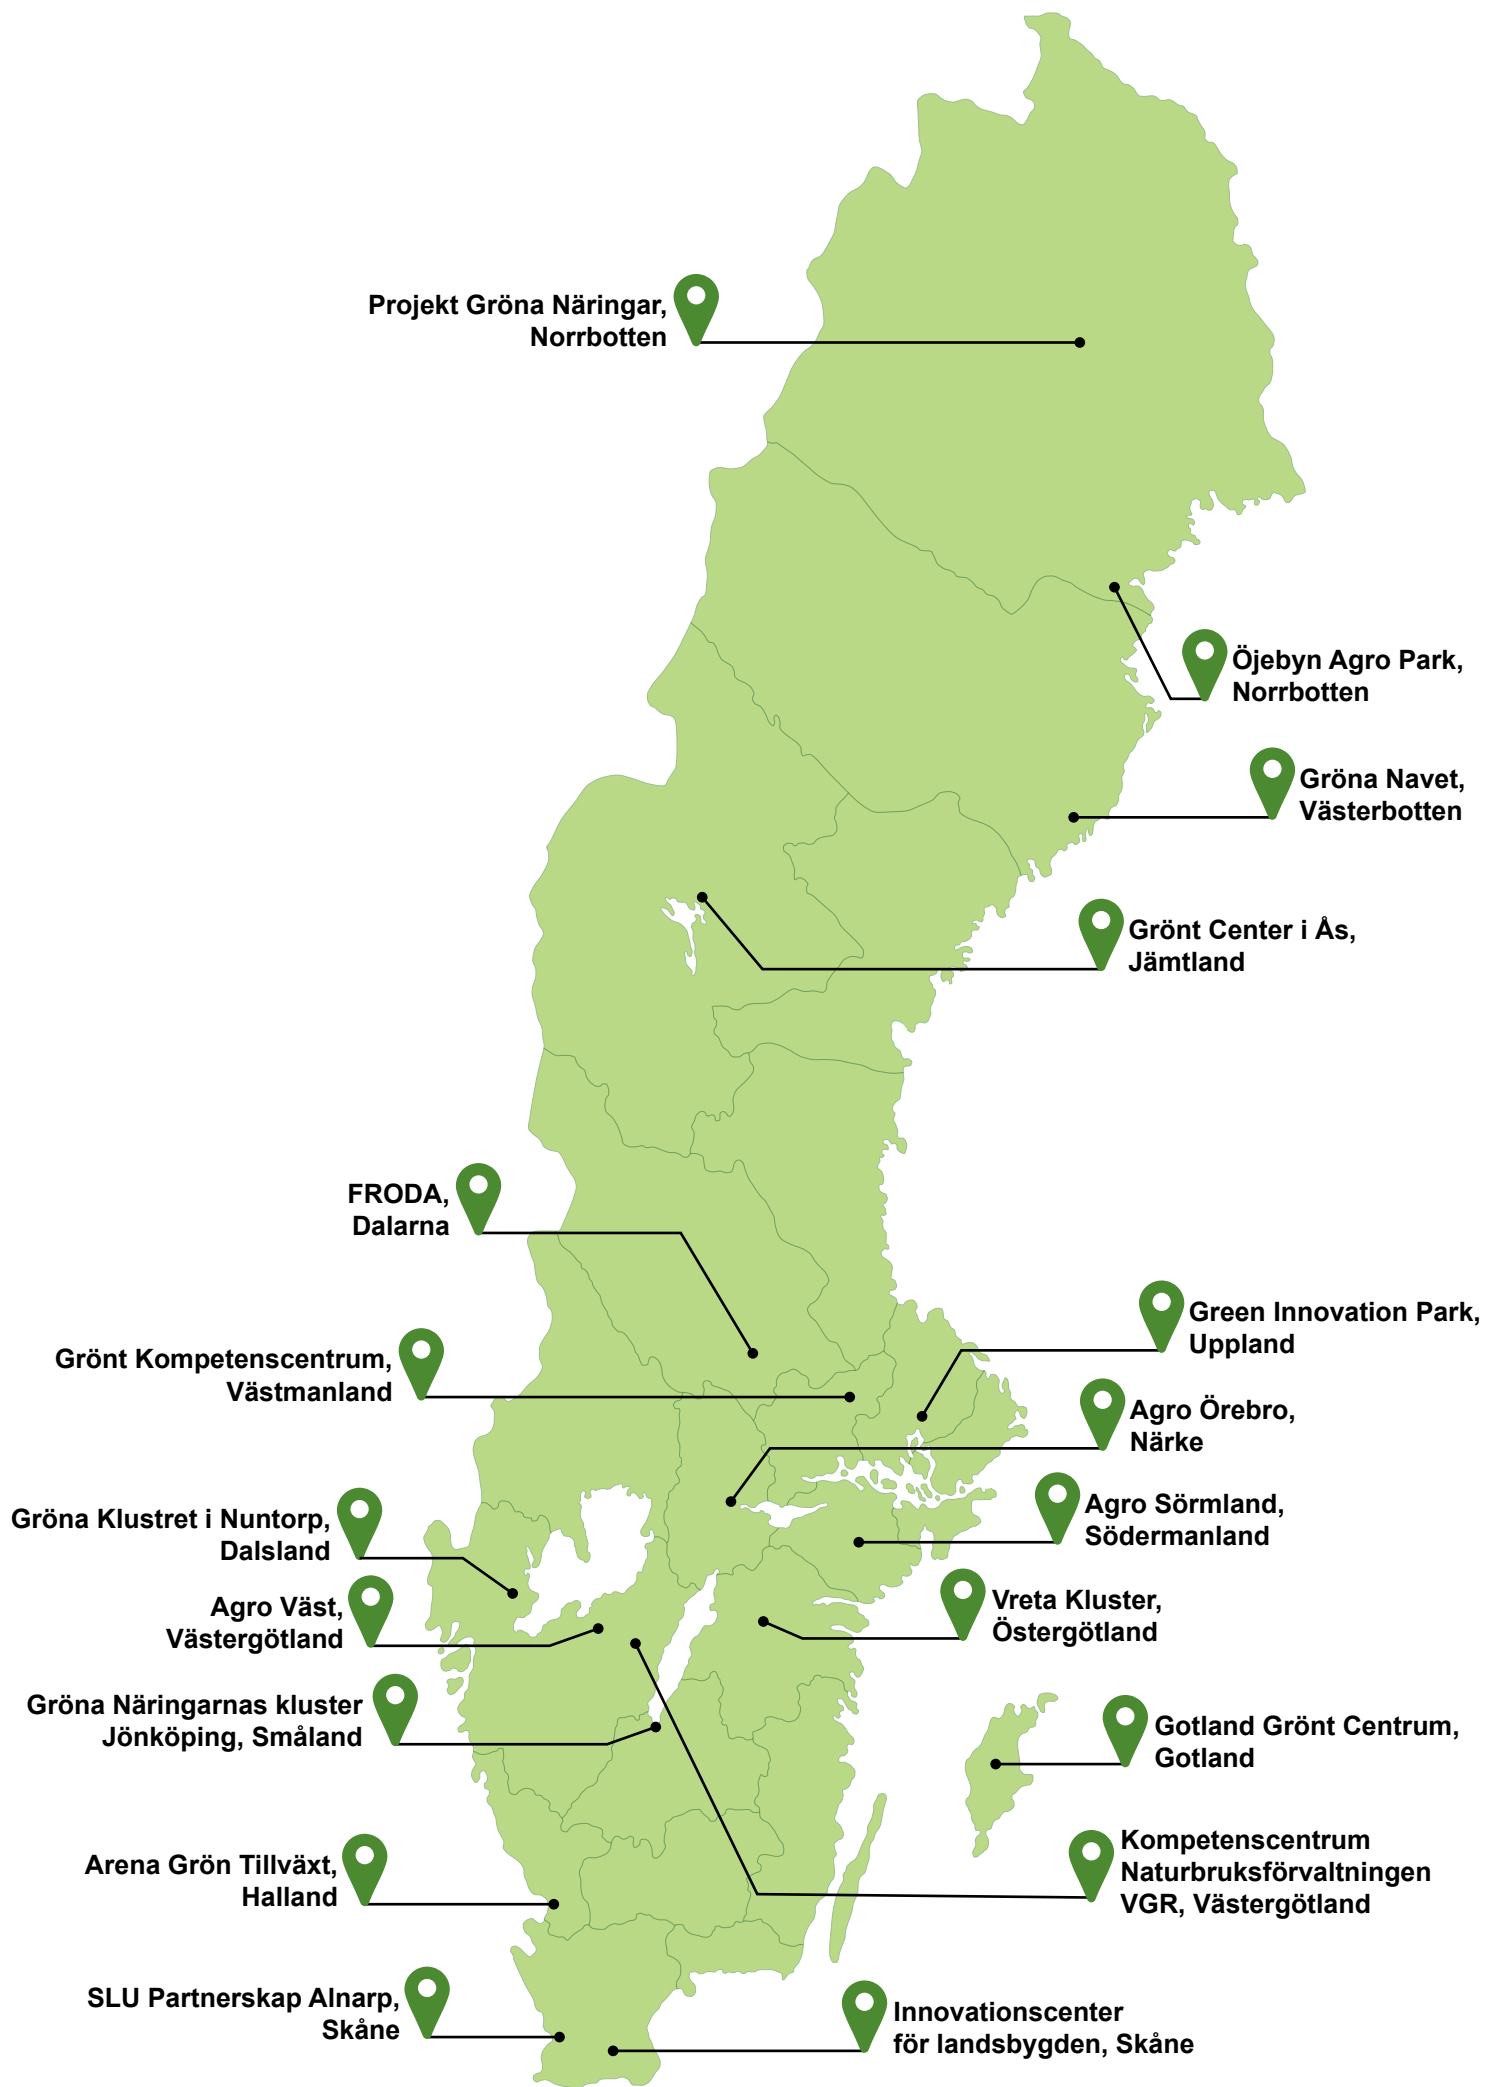 Projekt Gröna Näringar,
Norrbotten
Öjebyn Agro Park,
Norrbotten
Gröna Navet,
Västerbotten
Grönt Center i Ås,
Jämtland
FRODA,
Dalarna
Green Innovation Park,
Uppland
Grönt Kompetenscentrum,
Västmanland
Agro Örebro,
Närke
Agro Sörmland,
Södermanland
Gröna Klustret i Nuntorp,
Dalsland
Vreta Kluster,
Östergötland
Agro Väst,
Västergötland
Gröna Näringarnas kluster
Jönköping, Småland
Gotland Grönt Centrum,
Gotland
Kompetenscentrum
Naturbruksförvaltningen
VGR, Västergötland
Arena Grön Tillväxt,
Halland
SLU Partnerskap Alnarp,
Skåne
Innovationscenter
för landsbygden, Skåne